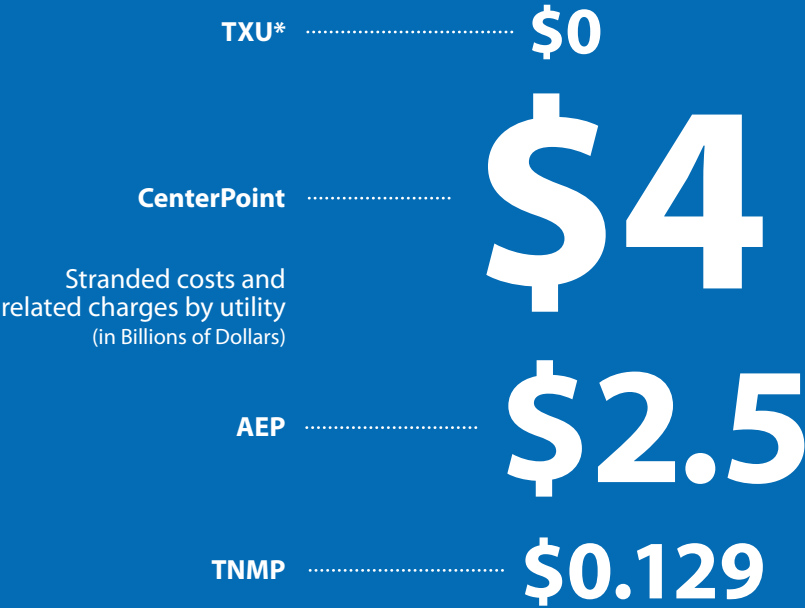 TXU* $0
CenterPoint $4
Stranded costs and
related charges by utility
(in Billions of Dollars)
AEP $2.5
TNMP $0.129